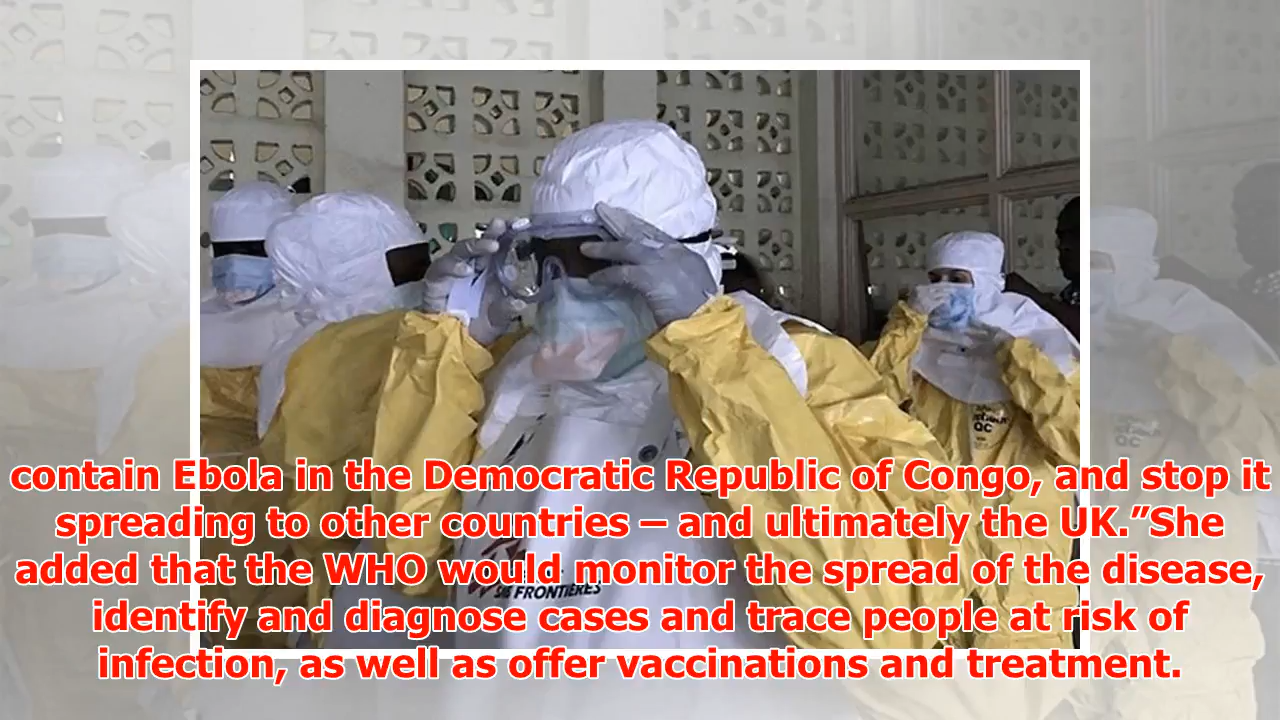 contain Ebola in the Democratic Republic of Congo, and stop it
spreading to other countries – and ultimately the UK.”She
added that the WHO would monitor the spread of the disease,
identify and diagnose cases and trace people at risk of
infection, as well as offer vaccinations and treatment.
FRONTIERES